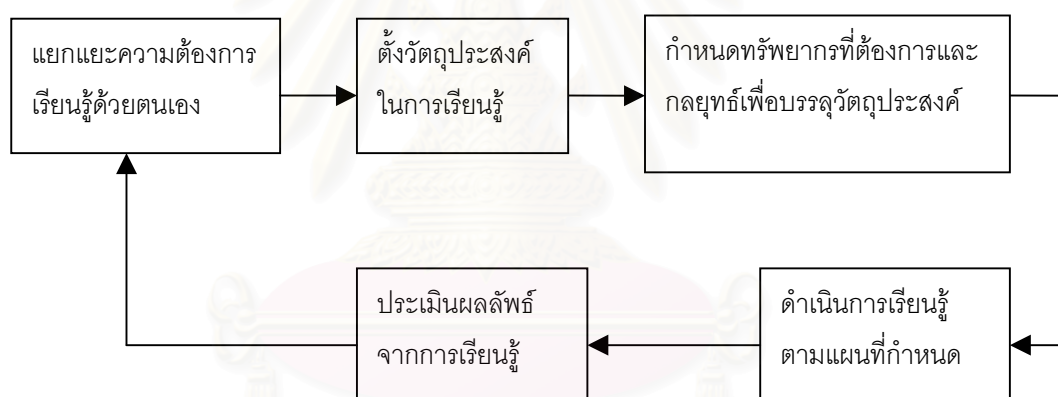 แยกแยะความต้องการ
เรียนรู้ด้วยตนเอง
ตั้งวัตถุประสงค์
ในการเรียนรู้
กำหนดทรัพยากรที่ต้องการและ
กลยุทธ์เพื่อบรรลุวัตถุประสงค์
ดำเนินการเรียนรู้
ตามแผนที่กำหนด
ประเมินผลลัพธ์
จากการเรียนรู้